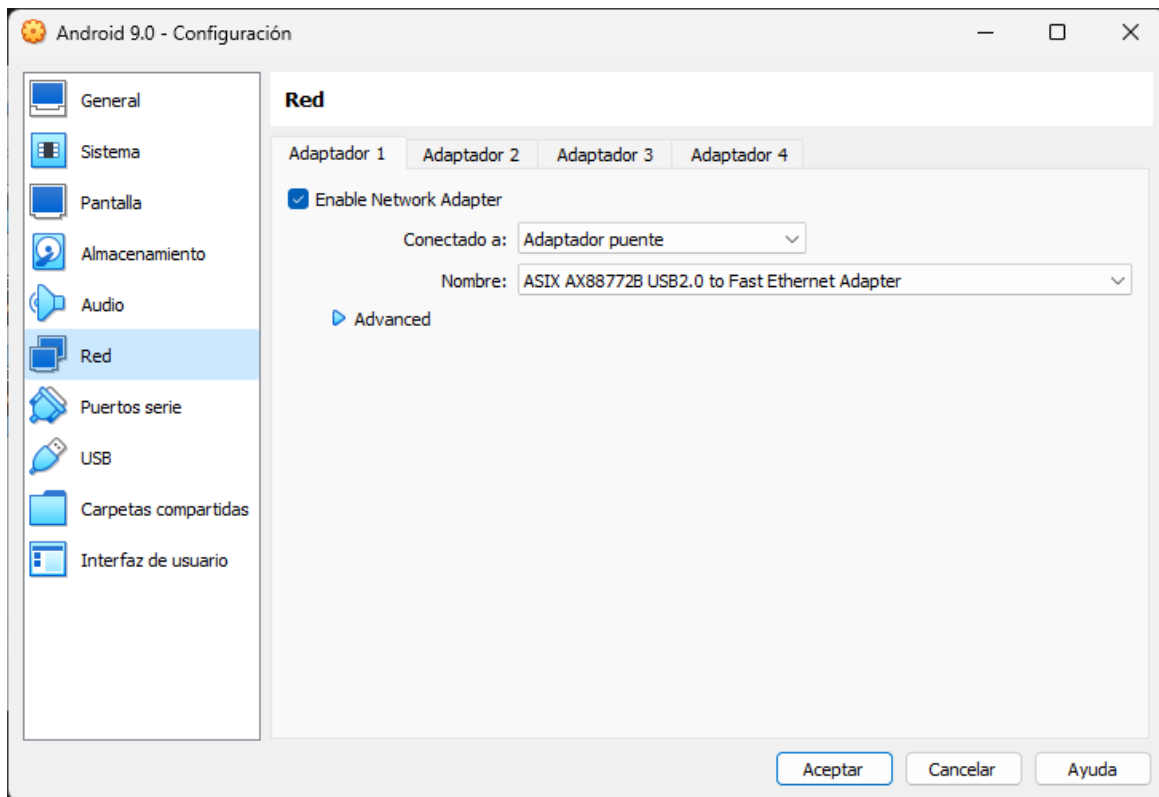 Android 9.0 - Configuración
General
Sistema
Pantalla
Almacenamiento
Audio
Red
Puertos serie
USB
Carpetas compartidas
Interfaz de usuario
Red
Adaptador 1 Adaptador 2 Adaptador 3 Adaptador 4
Enable Network Adapter
Conectado a: Adaptador puente
Nombre: ASIX AX88772B USB2.0 to Fast Ethernet Adapter
Advanced
Aceptar Cancelar Ayuda